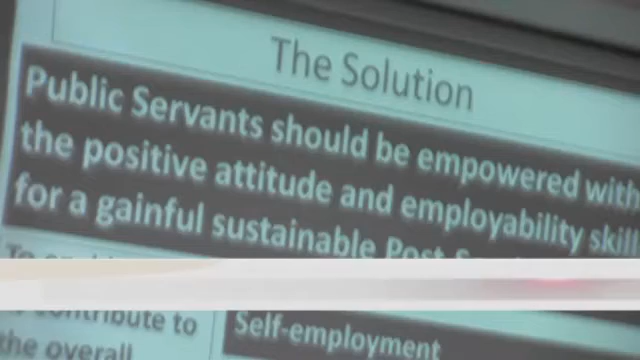 The Solution
Public Servants should be empowered with
the positive attitude and employability skill
for a gainful sustainable Post
contribute to
Self-employment
the overall